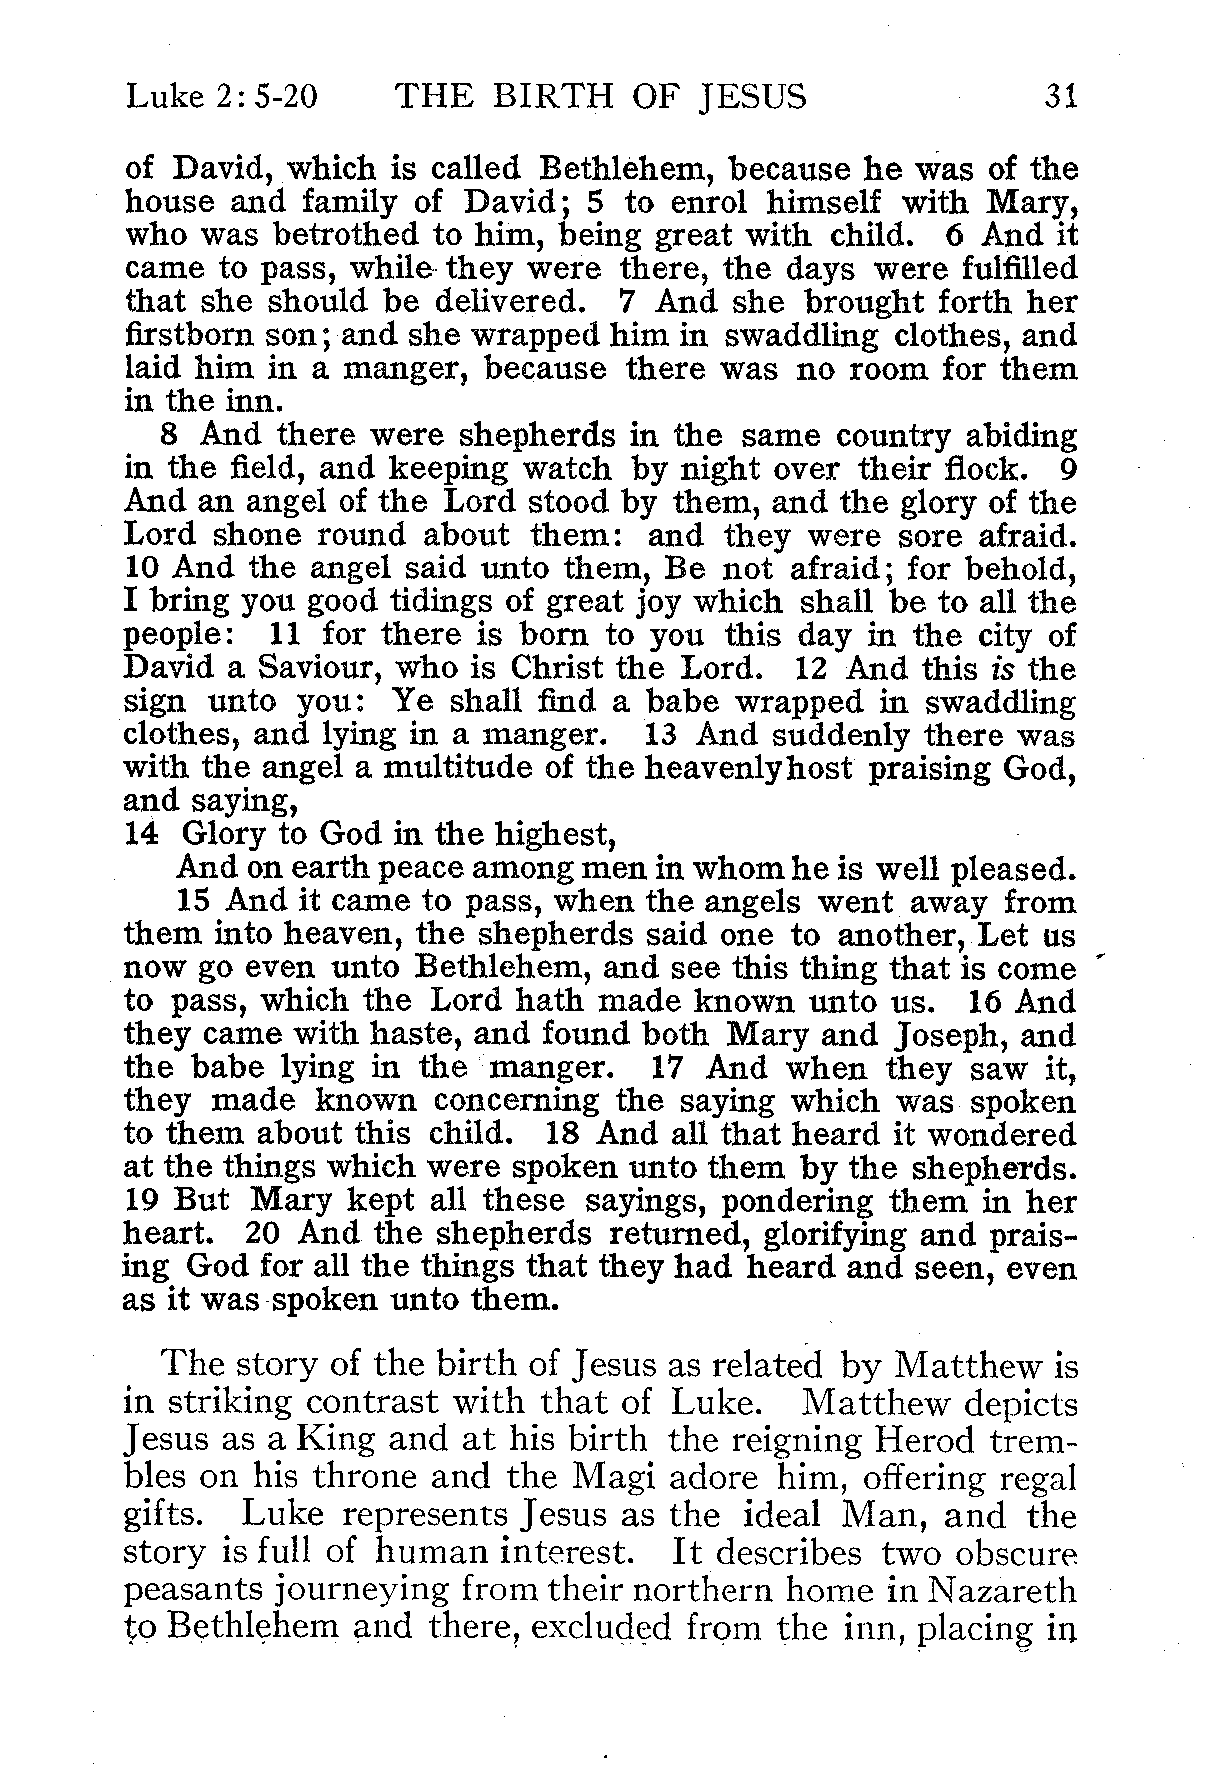 Luke 2: 5-20 THE BIRTH OF JESUS 31
of David, which is called Bethlehem, because he was of the
house and family of David; 5 to enrol himself with Mary,
who was betrothed to him, being great with child. 6 And it
came to pass, while they were there, the days were fulfilled
that she should be delivered. 7 And she brought forth her
firstborn son; and she wrapped him in swaddling clothes, and
laid him in a manger, because there was no room for them
in the inn.
8 And there were shepherds in the same country abiding
in the field, and keeping watch by night over their flock. 9
And an angel of the Lord stood by them, and the glory of the
Lord shone round about them: and they were sore afraid.
10 And the angel said unto them, Be not afraid; for behold,
I bring you good tidings of great joy which shall be to all the
people: 11 for there is born to you this day in the city of
David a Saviour, who is Christ the Lord. 12 And this is the
sign unto you: Ye shall find a babe wrapped in swaddling
clothes, and lying in a manger. 13 And suddenly there was
with the angel a multitude of the heavenlyhost praising God,
and saying,
14 Glory to God in the highest,
And on earth peace among men in whom he is well pleased.
15 And it came to pass, when the angels went away from
them into heaven, the shepherds said one to another, Let us
now go even unto Bethlehem, and see this thing that is come
to pass, which the Lord hath made known unto us. 16 And
they came with haste, and found both Mary and Joseph, and
the babe lying in the manger. 17 And when they saw it,
they made known concerning the saying which was spoken
to them about this child. 18 And all that heard it wondered
at the things which were spoken unto them by the shepherds.
19 But Mary kept all these sayings, pondering them in her
heart. 20 And the shepherds returned, glorifying and prais-
ing God for all the things that they had heard and seen, even
as it was spoken unto them.
The story of the birth of Jesus as related by Matthew is
in striking contrast with that of Luke. Matthew depicts
Jesus as a King and at his birth the reigning Herod trem-
bles on his throne and the Magi adore him, offering regal
gifts. Luke represents Jesus as the ideal Man, and the
story is full of human interest. It describes two obscure
peasants journeying from their northern home in Nazareth
to Bethlehem and there, excluded from the inn, placing in